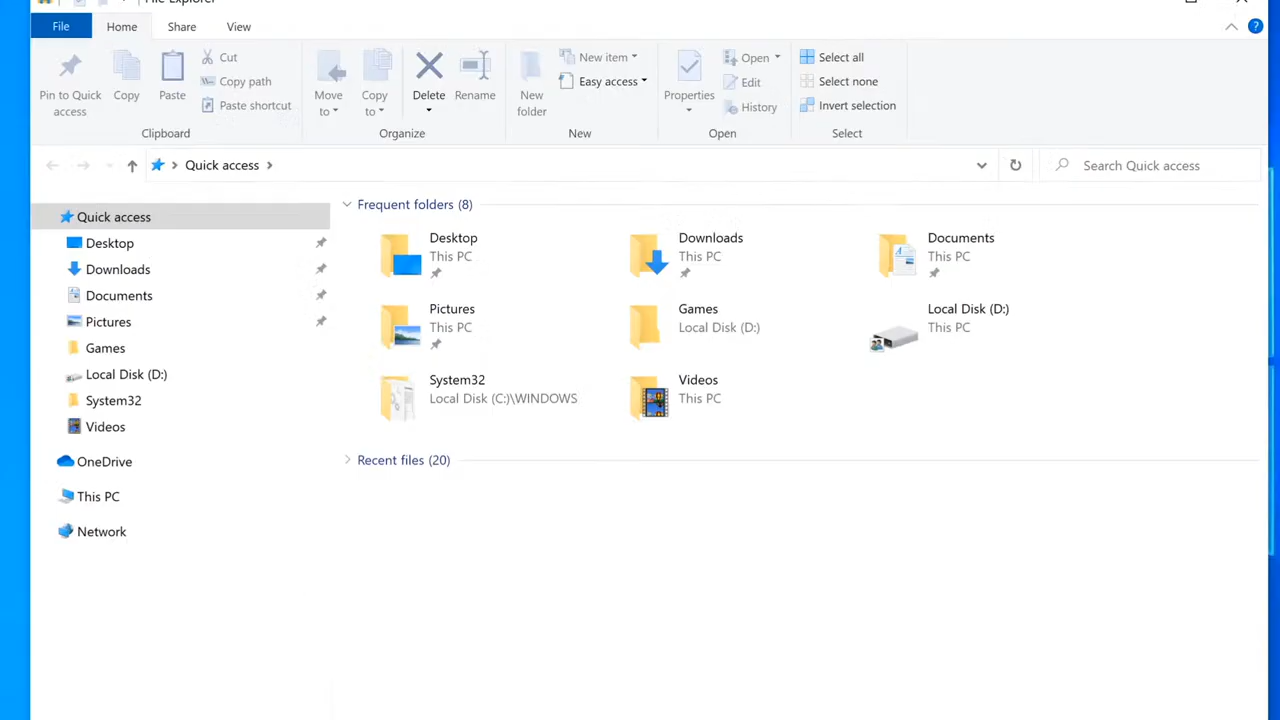 File Explorer
File Home Share View
Pin to Quick access
Copy
Paste
Cut
Copy path
Paste shortcut
Clipboard
Move to
Copy to
Delete
Rename
Organize
New folder
New item
Easy access
New
Properties
Open
Edit
History
Open
Select all
Select none
Invert selection
Select
Quick access
Search Quick access
Quick access
Desktop
Downloads
Documents
Pictures
Games
Local Disk (D:)
System32
Videos
OneDrive
This PC
Network
Frequent folders (8)
Desktop
This PC
Downloads
This PC
Documents
This PC
Pictures
This PC
Games
Local Disk (D:)
Local Disk (D:)
This PC
System32
Local Disk (C:)\WINDOWS
Videos
This PC
Recent files (20)